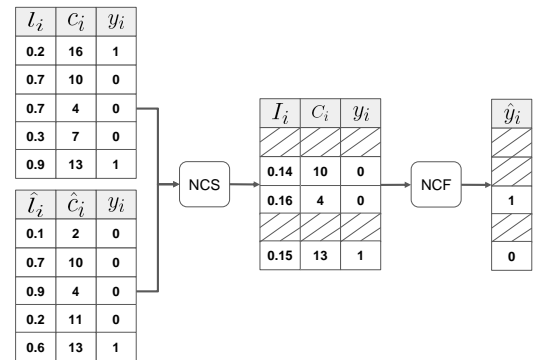 l_i c_i y_i
0.2 16 1
0.7 10 0
0.7 4 0
0.3 7 0
0.9 13 1
l̂_i ĉ_i y_i
0.1 2 0
0.7 10 0
0.9 4 0
0.2 11 0
0.6 13 1
NCS
I_i C_i y_i
0.14 10 0
0.16 4 0
0.15 13 1
NCF
ŷ_i
1
0